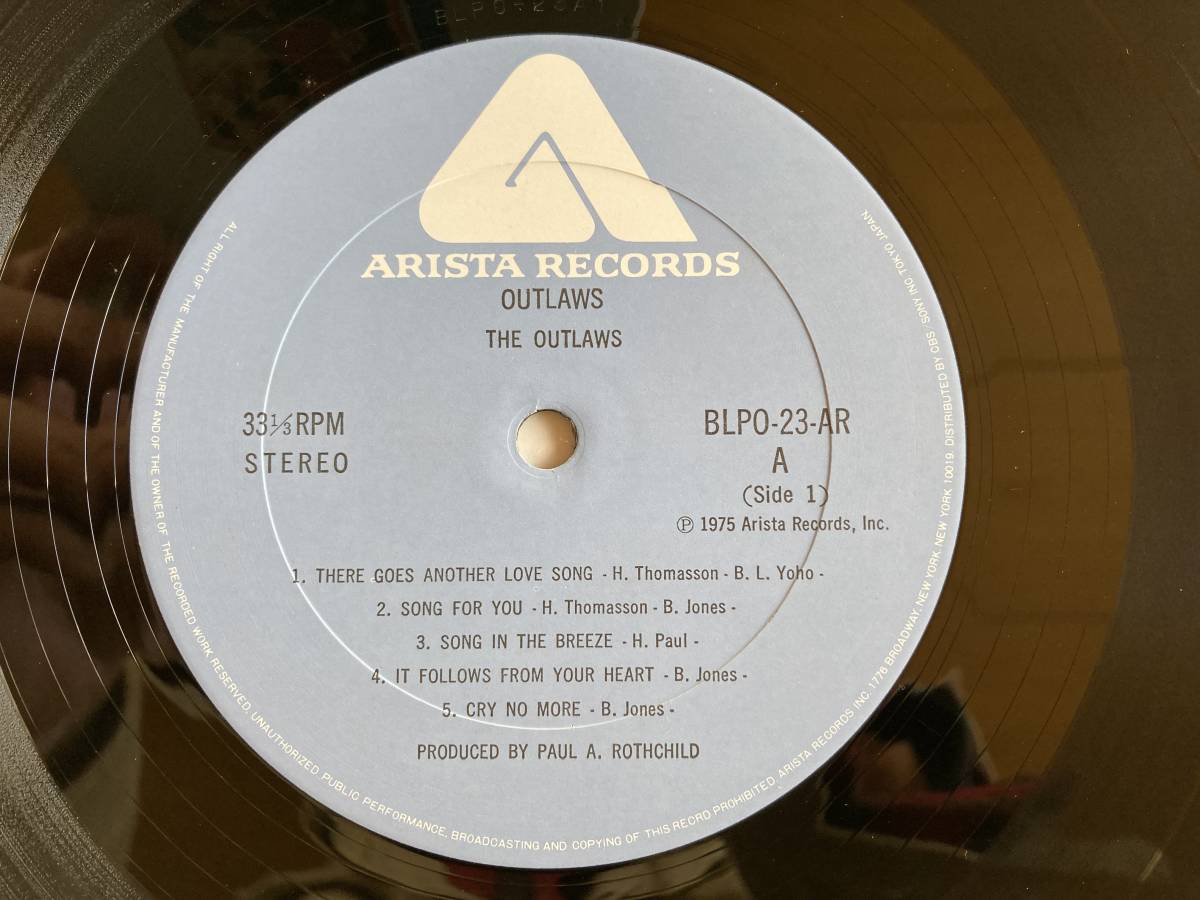 BLPO-23A1
ARISTA RECORDS
OUTLAWS
THE OUTLAWS
33⅓RPM
STEREO
BLPO-23-AR
A
(Side 1)
℗ 1975 Arista Records, Inc.
1. THERE GOES ANOTHER LOVE SONG - H. Thomasson - B. L. Yoho -
2. SONG FOR YOU - H. Thomasson - B. Jones -
3. SONG IN THE BREEZE - H. Paul -
4. IT FOLLOWS FROM YOUR HEART - B. Jones -
5. CRY NO MORE - B. Jones -
PRODUCED BY PAUL A. ROTHCHILD
ALL RIGHT OF THE MANUFACTURER AND OF THE OWNER OF THE RECORDED WORK RESERVED. UNAUTHORIZED PUBLIC PERFORMANCE, BROADCASTING AND COPYING OF THIS RECRD PROHIBITED. ARISTA RECORDS INC. 1776 BROADWAY, NEW YORK, NEW YORK 10019. DISTRIBUTED BY CBS/SONY INC. TOKYO JAPAN